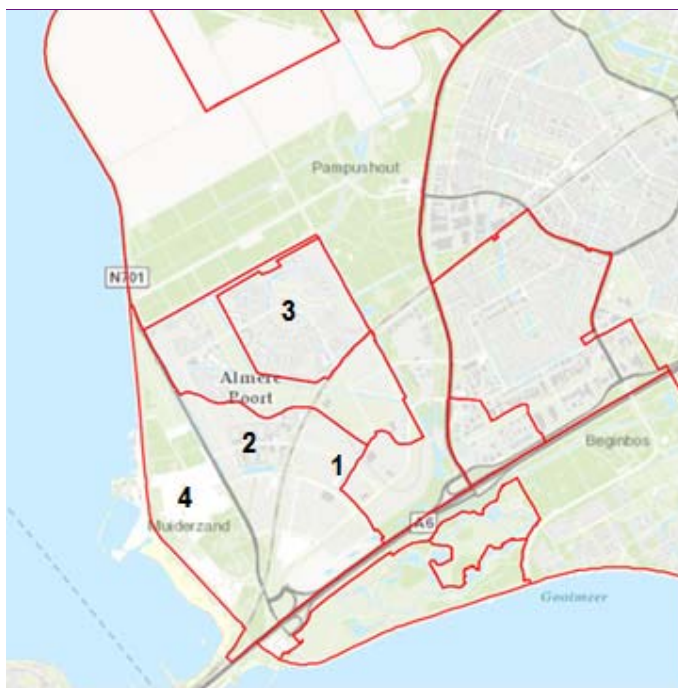 Pampushout
N701
3
Almere
Poort
2
1
4
Muiderzand
Beginbos
A6
Gooimeer